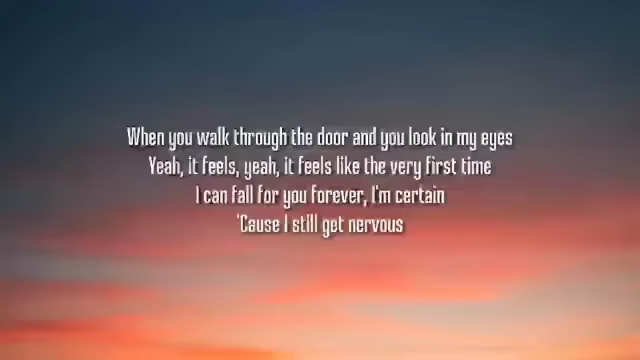 When you walk through the door and you look in my eyes
Yeah, it feels, yeah, it feels like the very first time
I can fall for you forever, I'm certain
'Cause I still get nervous